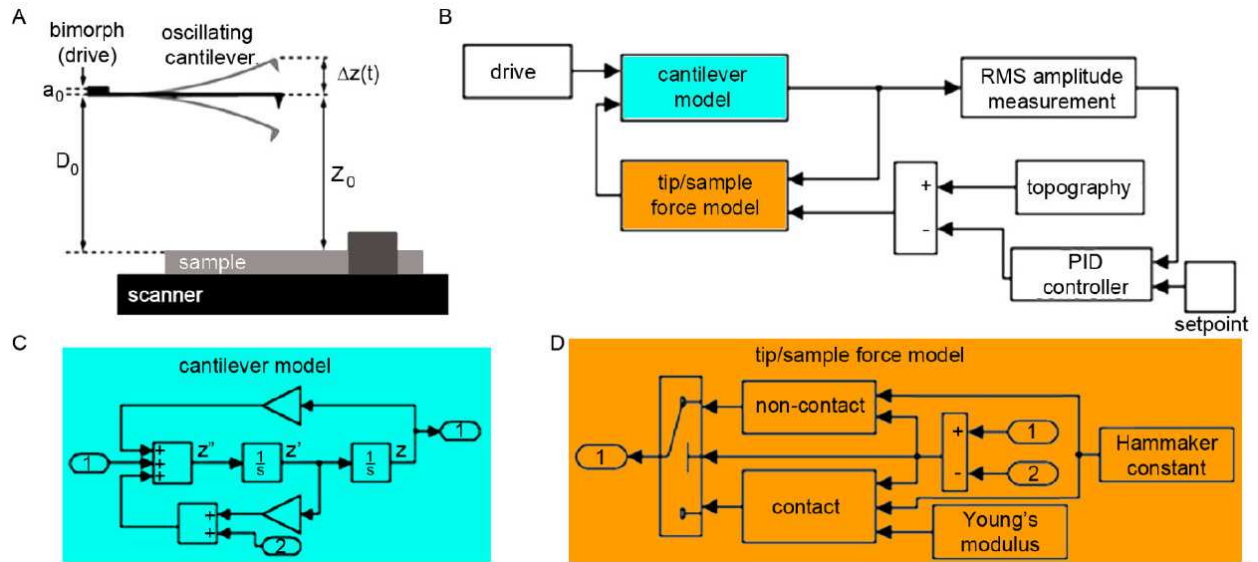 A
bimorph
(drive)
oscillating
cantilever
a₀
Δz(t)
D₀
Z₀
sample
scanner
B
drive
cantilever
model
RMS amplitude
measurement
tip/sample
force model
+
-
topography
PID
controller
setpoint
C
cantilever model
1
+
+
+
z''
1/s
z'
1/s
z
1
+
+
2
D
tip/sample force model
1
non-contact
contact
+
-
1
2
Hammaker
constant
Young's
modulus